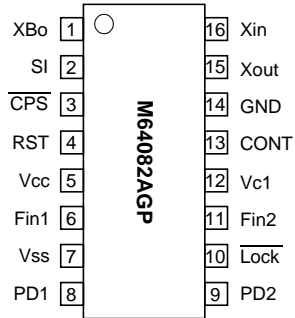 XBo 1 16 Xin
SI 2 15 Xout
CPS 3 14 GND
RST 4 13 CONT
Vcc 5 12 Vc1
Fin1 6 11 Fin2
Vss 7 10 Lock
PD1 8 9 PD2
M64082AGP